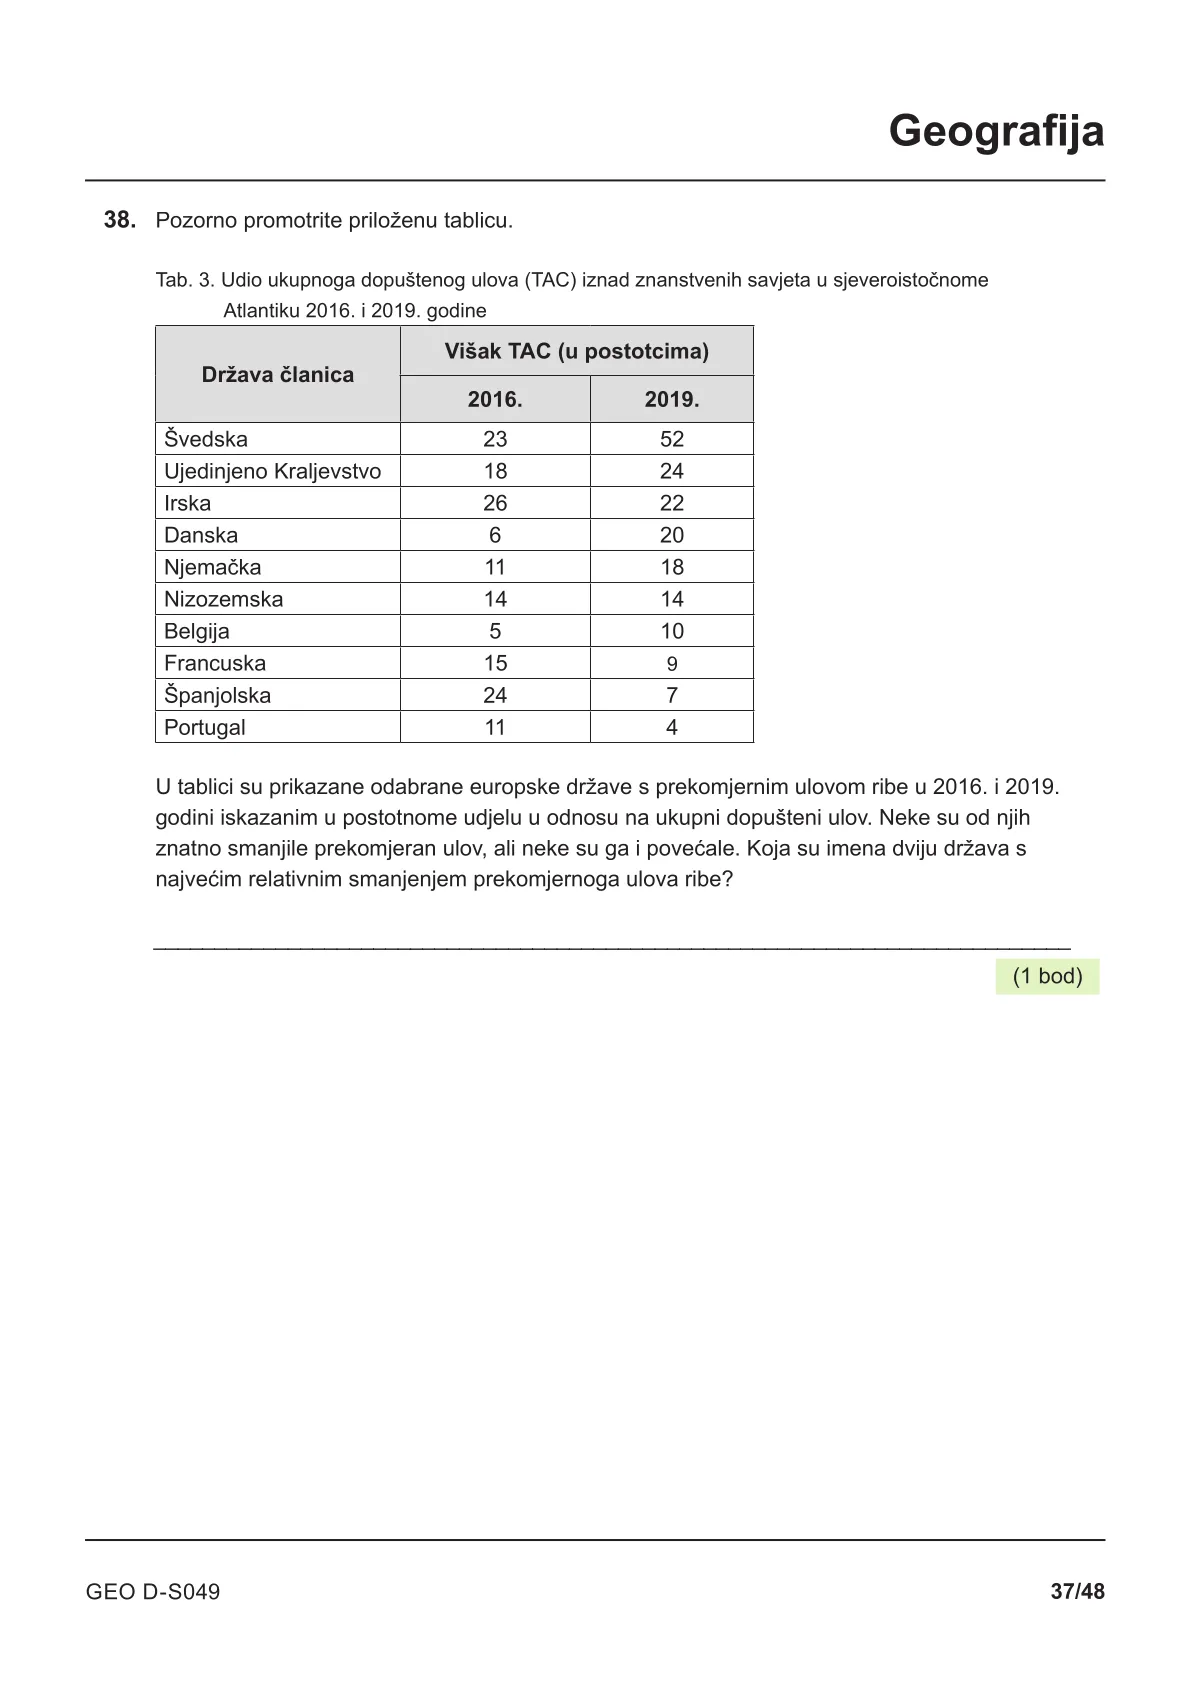 Geografija
38. Pozorno promotrite priloženu tablicu.
Tab. 3. Udio ukupnoga dopuštenog ulova (TAC) iznad znanstvenih savjeta u sjeveroistočnome
Atlantiku 2016. i 2019. godine
Država članica
Višak TAC (u postotcima)
2016. 2019.
Švedska 23 52
Ujedinjeno Kraljevstvo 18 24
Irska 26 22
Danska 6 20
Njemačka 11 18
Nizozemska 14 14
Belgija 5 10
Francuska 15 9
Španjolska 24 7
Portugal 11 4
U tablici su prikazane odabrane europske države s prekomjernim ulovom ribe u 2016. i 2019.
godini iskazanim u postotnome udjelu u odnosu na ukupni dopušteni ulov. Neke su od njih
znatno smanjile prekomjeran ulov, ali neke su ga i povećale. Koja su imena dviju država s
najvećim relativnim smanjenjem prekomjernoga ulova ribe?
(1 bod)
GEO D-S049
37/48